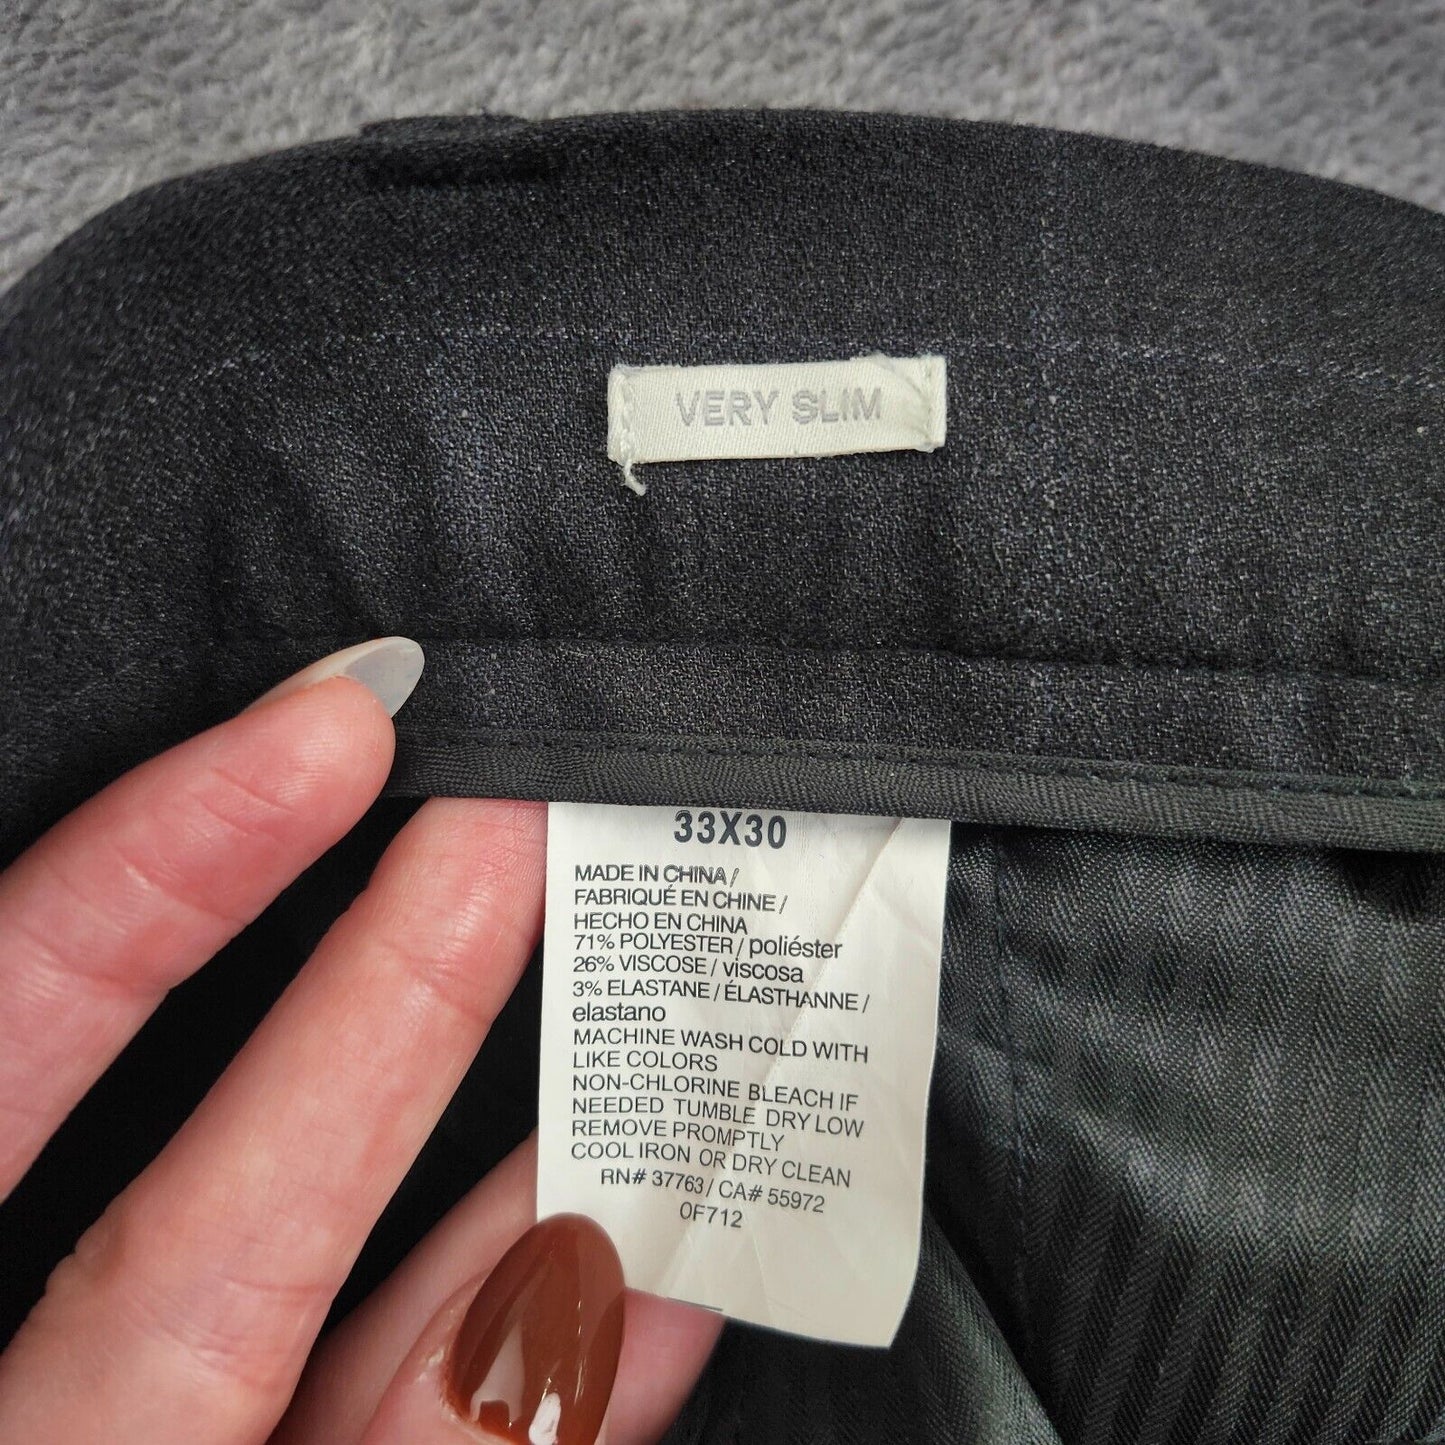 VERY SLIM
33X30
MADE IN CHINA /
FABRIQUÉ EN CHINE /
HECHO EN CHINA
71% POLYESTER / poliéster
26% VISCOSE / viscosa
3% ELASTANE / ÉLASTHANNE /
elastano
MACHINE WASH COLD WITH
LIKE COLORS
NON-CHLORINE BLEACH IF
NEEDED TUMBLE DRY LOW
REMOVE PROMPTLY
COOL IRON OR DRY CLEAN
RN# 37763 / CA# 55972
0F712